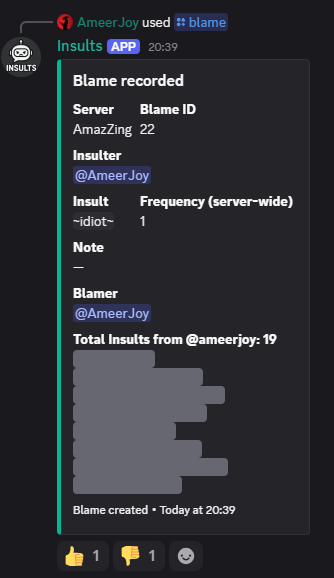 AmeerJoy used blame
INSULTS
Insults APP 20:39
Blame recorded
Server Blame ID
AmazZing 22
Insulter
@AmeerJoy
Insult Frequency (server-wide)
~idiot~ 1
Note
—
Blamer
@AmeerJoy
Total Insults from @ameerjoy: 19
Blame created • Today at 20:39
👍 1 👎 1